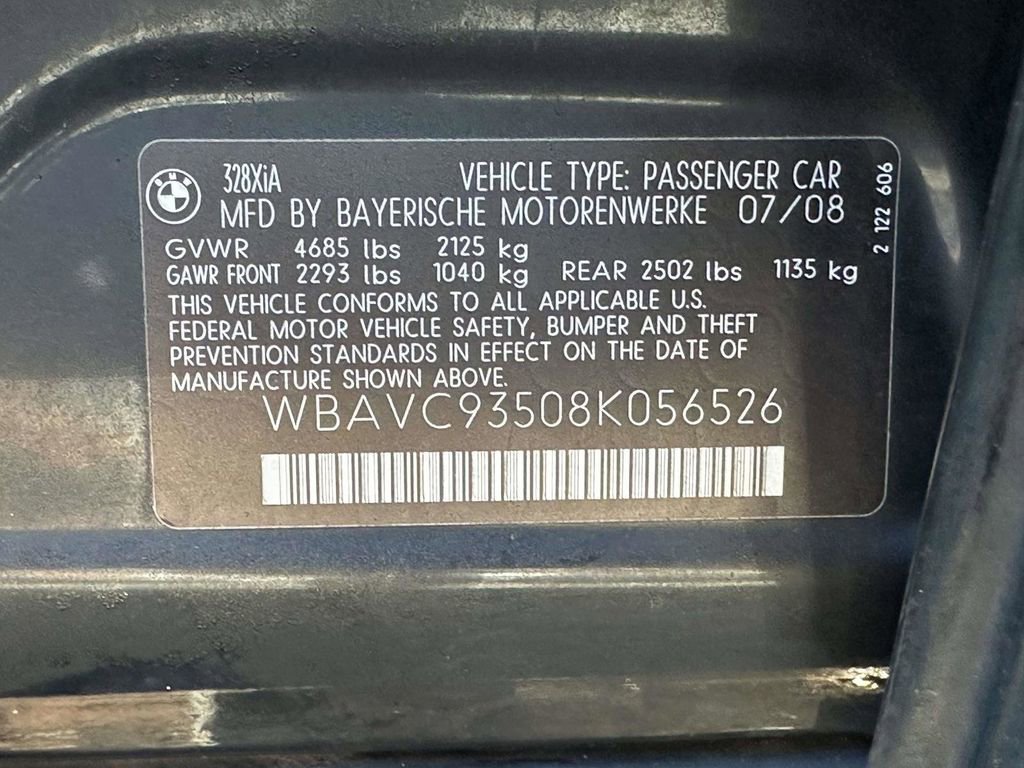 BMW
328XiA VEHICLE TYPE: PASSENGER CAR
MFD BY BAYERISCHE MOTORENWERKE 07/08
GVWR 4685 lbs 2125 kg
GAWR FRONT 2293 lbs 1040 kg REAR 2502 lbs 1135 kg
THIS VEHICLE CONFORMS TO ALL APPLICABLE U.S.
FEDERAL MOTOR VEHICLE SAFETY, BUMPER AND THEFT
PREVENTION STANDARDS IN EFFECT ON THE DATE OF
MANUFACTURE SHOWN ABOVE.
WBAVC93508K056526
2 122 606